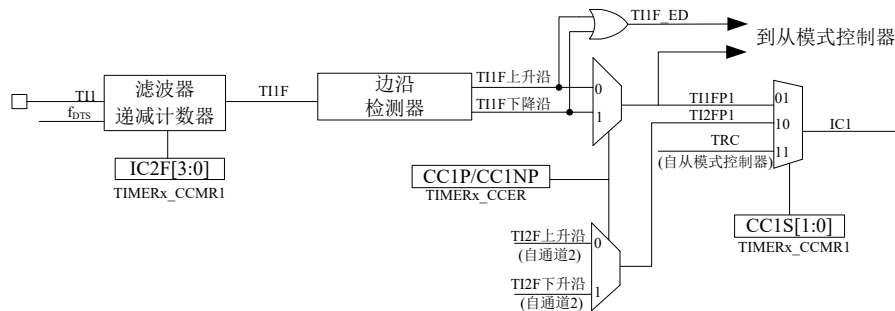 TI1F_ED
到从模式控制器
TI1
f_DTS
滤波器
递减计数器
TI1F
边沿
检测器
TI1F上升沿
TI1F下降沿
0
1
TI1FP1
01
TI2FP1
10
TRC
11
(自从模式控制器)
IC1
IC2F[3:0]
TIMERx_CCMR1
CC1P/CC1NP
TIMERx_CCER
CC1S[1:0]
TIMERx_CCMR1
TI2F上升沿
0
(自通道2)
TI2F下升沿
1
(自通道2)